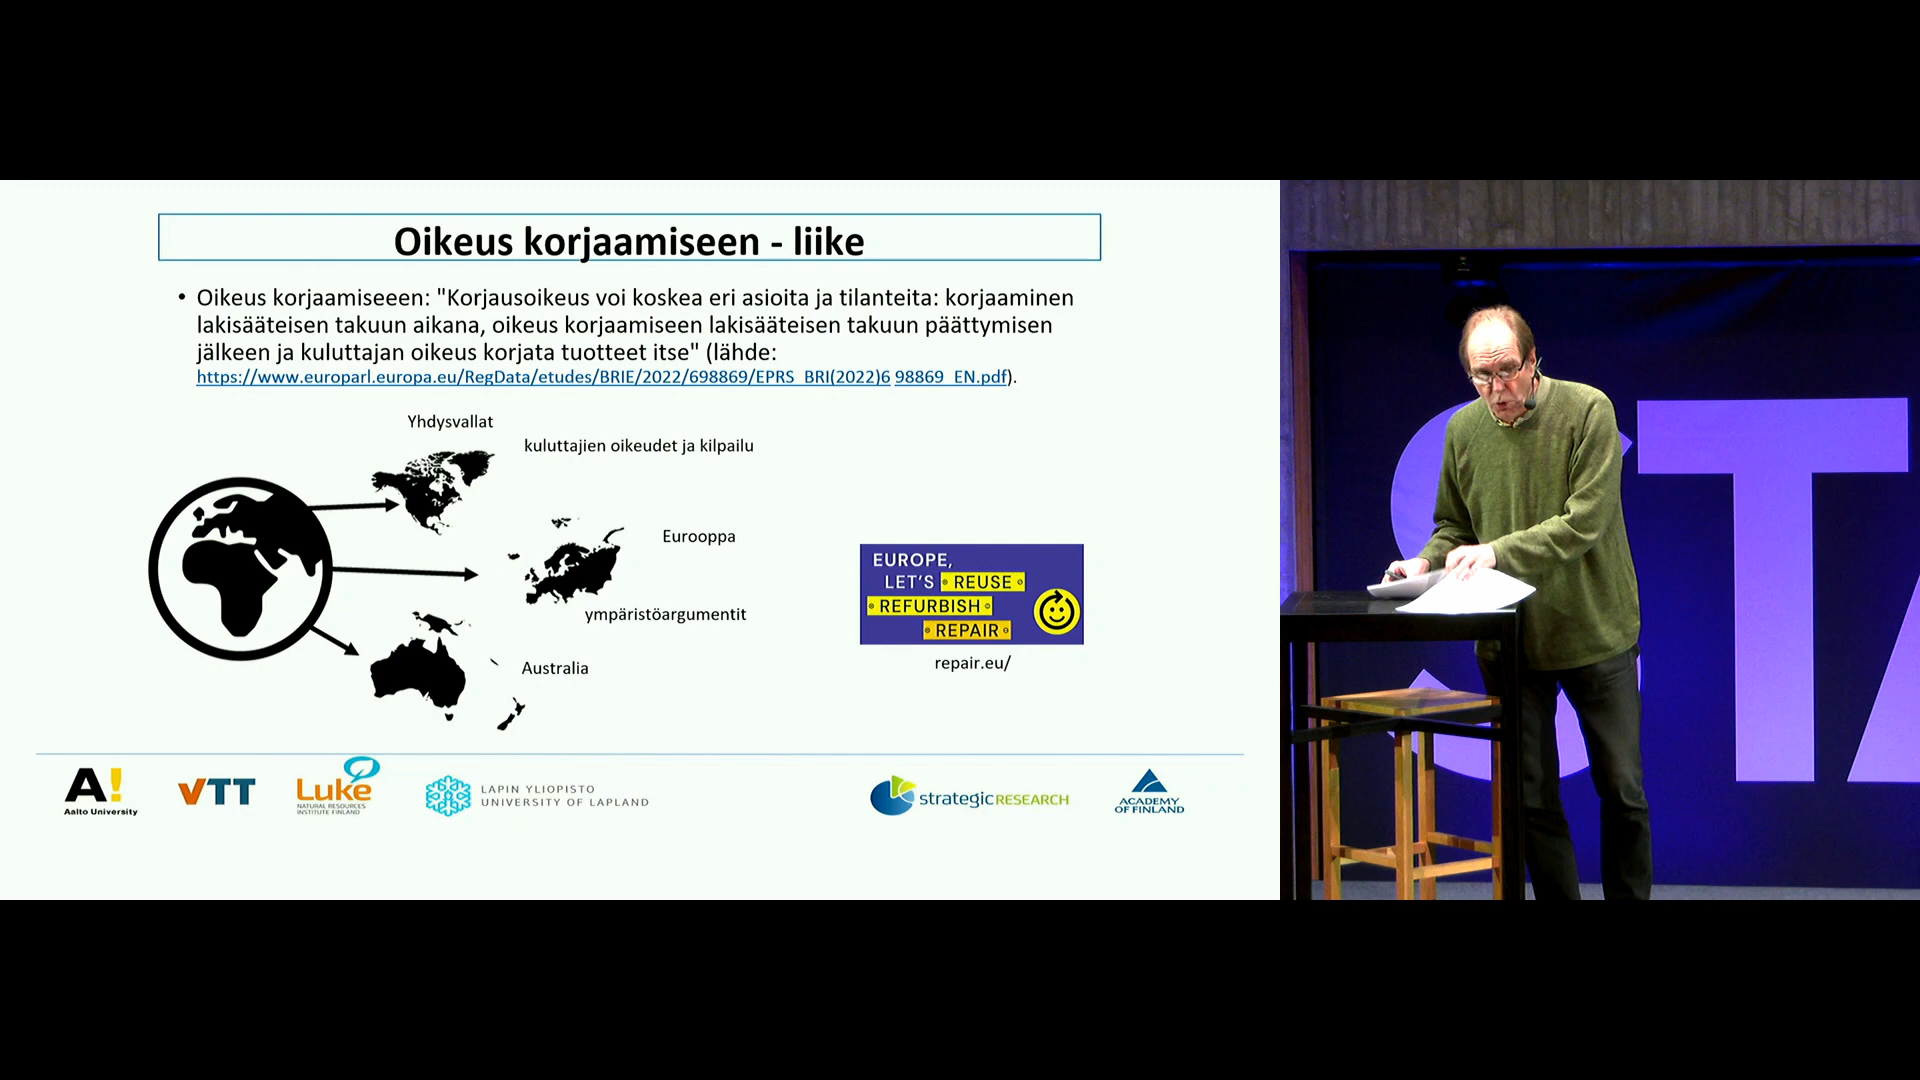 Oikeus korjaamiseen - liike
• Oikeus korjaamiseeen: "Korjausoikeus voi koskea eri asioita ja tilanteita: korjaaminen
lakisääteisen takuun aikana, oikeus korjaamiseen lakisääteisen takuun päättymisen
jälkeen ja kuluttajan oikeus korjata tuotteet itse" (lähde:
https://www.europarl.europa.eu/RegData/etudes/BRIE/2022/698869/EPRS_BRI(2022)6 98869_EN.pdf).
Yhdysvallat
kuluttajien oikeudet ja kilpailu
Eurooppa
ympäristöargumentit
Australia
EUROPE,
LET'S REUSE
REFURBISH
REPAIR
repair.eu/
A!
Aalto University
VTT
Luke
NATURAL RESOURCES
INSTITUTE FINLAND
LAPIN YLIOPISTO
UNIVERSITY OF LAPLAND
strategicRESEARCH
ACADEMY
OF FINLAND
STA